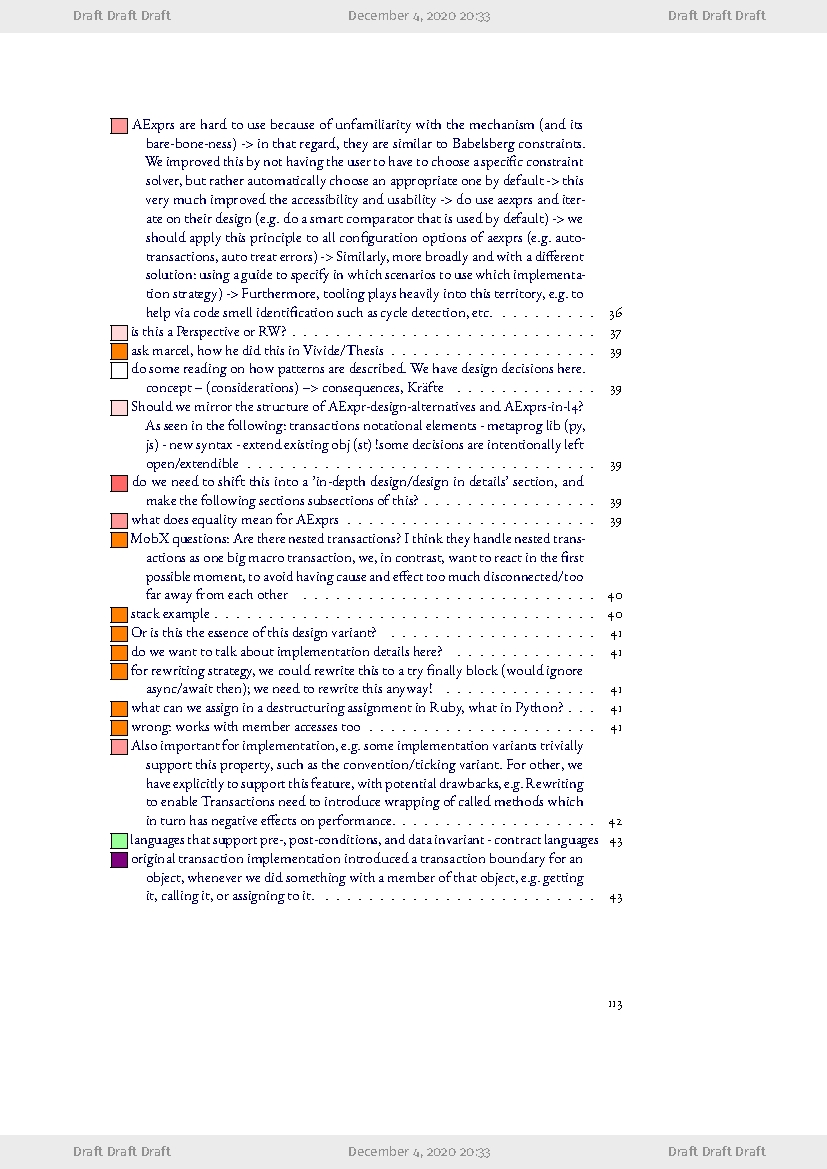 Draft Draft Draft December 4, 2020 20:33 Draft Draft Draft
AExprs are hard to use because of unfamiliarity with the mechanism (and its
bare-bone-ness) -> in that regard, they are similar to Babelsberg constraints.
We improved this by not having the user to have to choose a specific constraint
solver, but rather automatically choose an appropriate one by default -> this
very much improved the accessibility and usability -> do use aexprs and iter-
ate on their design (e.g. do a smart comparator that is used by default) -> we
should apply this principle to all configuration options of aexprs (e.g. auto-
transactions, auto treat errors) -> Similarly, more broadly and with a different
solution: using a guide to specify in which scenarios to use which implementa-
tion strategy) -> Furthermore, tooling plays heavily into this territory, e.g. to
help via code smell identification such as cycle detection, etc. . . . . . . . . . . 36
is this a Perspective or RW? . . . . . . . . . . . . . . . . . . . . . . . . . . . . 37
ask marcel, how he did this in Vivide/Thesis . . . . . . . . . . . . . . . . . . . 39
do some reading on how patterns are described. We have design decisions here.
concept – (considerations) –> consequences, Kräfte . . . . . . . . . . . . . 39
Should we mirror the structure of AExpr-design-alternatives and AExprs-in-l4?
As seen in the following: transactions notational elements - metaprog lib (py,
js) - new syntax - extend existing obj (st) !some decisions are intentionally left
open/extendible . . . . . . . . . . . . . . . . . . . . . . . . . . . . . . . . 39
do we need to shift this into a 'in-depth design/design in details' section, and
make the following sections subsections of this? . . . . . . . . . . . . . . . . 39
what does equality mean for AExprs . . . . . . . . . . . . . . . . . . . . . . . 39
MobX questions: Are there nested transactions? I think they handle nested trans-
actions as one big macro transaction, we, in contrast, want to react in the first
possible moment, to avoid having cause and effect too much disconnected/too
far away from each other . . . . . . . . . . . . . . . . . . . . . . . . . . . 40
stack example . . . . . . . . . . . . . . . . . . . . . . . . . . . . . . . . . . . 40
Or is this the essence of this design variant? . . . . . . . . . . . . . . . . . . . 41
do we want to talk about implementation details here? . . . . . . . . . . . . . 41
for rewriting strategy, we could rewrite this to a try finally block (would ignore
async/await then); we need to rewrite this anyway! . . . . . . . . . . . . . . 41
what can we assign in a destructuring assignment in Ruby, what in Python? . . . 41
wrong: works with member accesses too . . . . . . . . . . . . . . . . . . . . . 41
Also important for implementation, e.g. some implementation variants trivially
support this property, such as the convention/ticking variant. For other, we
have explicitly to support this feature, with potential drawbacks, e.g. Rewriting
to enable Transactions need to introduce wrapping of called methods which
in turn has negative effects on performance. . . . . . . . . . . . . . . . . . . 42
languages that support pre-, post-conditions, and data invariant - contract languages 43
original transaction implementation introduced a transaction boundary for an
object, whenever we did something with a member of that object, e.g. getting
it, calling it, or assigning to it. . . . . . . . . . . . . . . . . . . . . . . . . . 43
113
Draft Draft Draft December 4, 2020 20:33 Draft Draft Draft